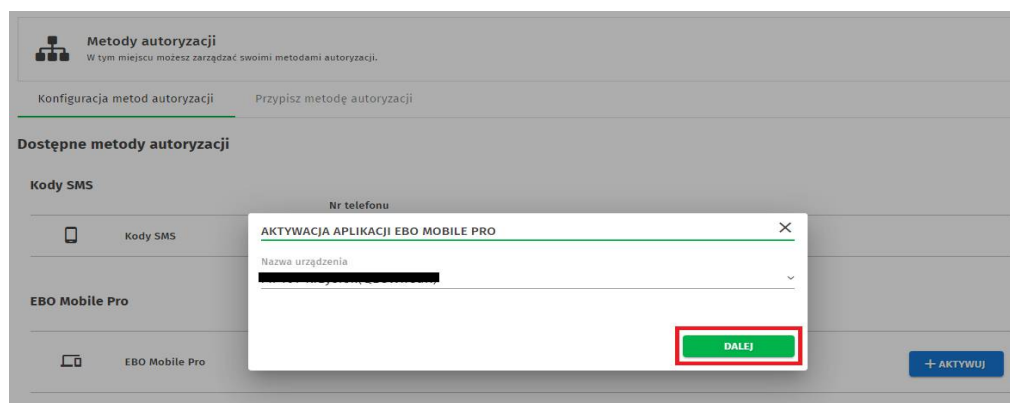 Metody autoryzacji
W tym miejscu możesz zarządzać swoimi metodami autoryzacji.
Konfiguracja metod autoryzacji
Przypisz metodę autoryzacji
Dostępne metody autoryzacji
Kody SMS
Nr telefonu
Kody SMS
AKTYWACJA APLIKACJI EBO MOBILE PRO
Nazwa urządzenia
EBO Mobile Pro
DALEJ
EBO Mobile Pro
+ AKTYWUJ